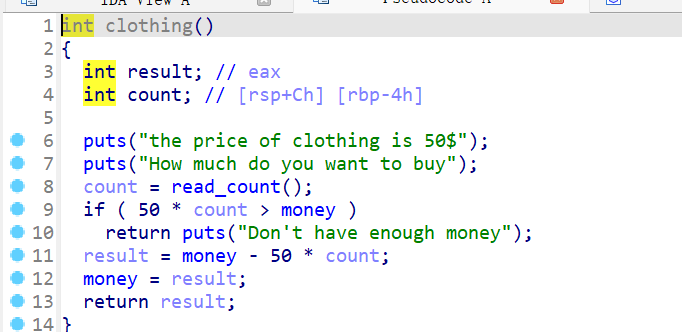 IDA View A Pseudocode A
1 int clothing()
2 {
3 int result; // eax
4 int count; // [rsp+Ch] [rbp-4h]
5
6 puts("the price of clothing is 50$");
7 puts("How much do you want to buy");
8 count = read_count();
9 if ( 50 * count > money )
10 return puts("Don't have enough money");
11 result = money - 50 * count;
12 money = result;
13 return result;
14 }